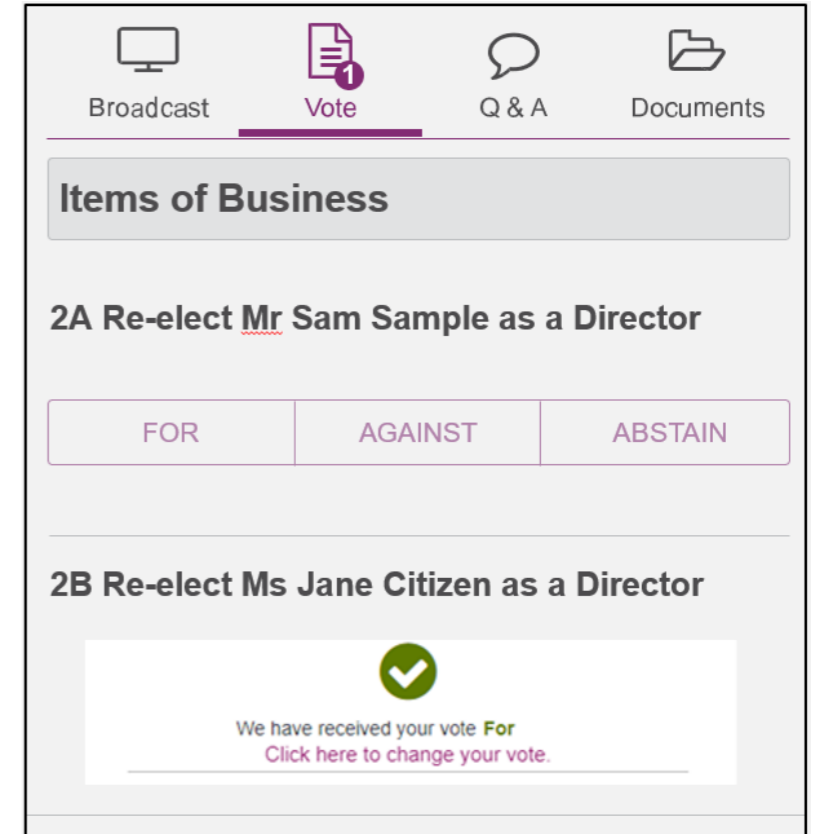 1
Broadcast Vote Q & A Documents
Items of Business
2A Re-elect Mr Sam Sample as a Director
FOR AGAINST ABSTAIN
2B Re-elect Ms Jane Citizen as a Director
We have received your vote For
Click here to change your vote.